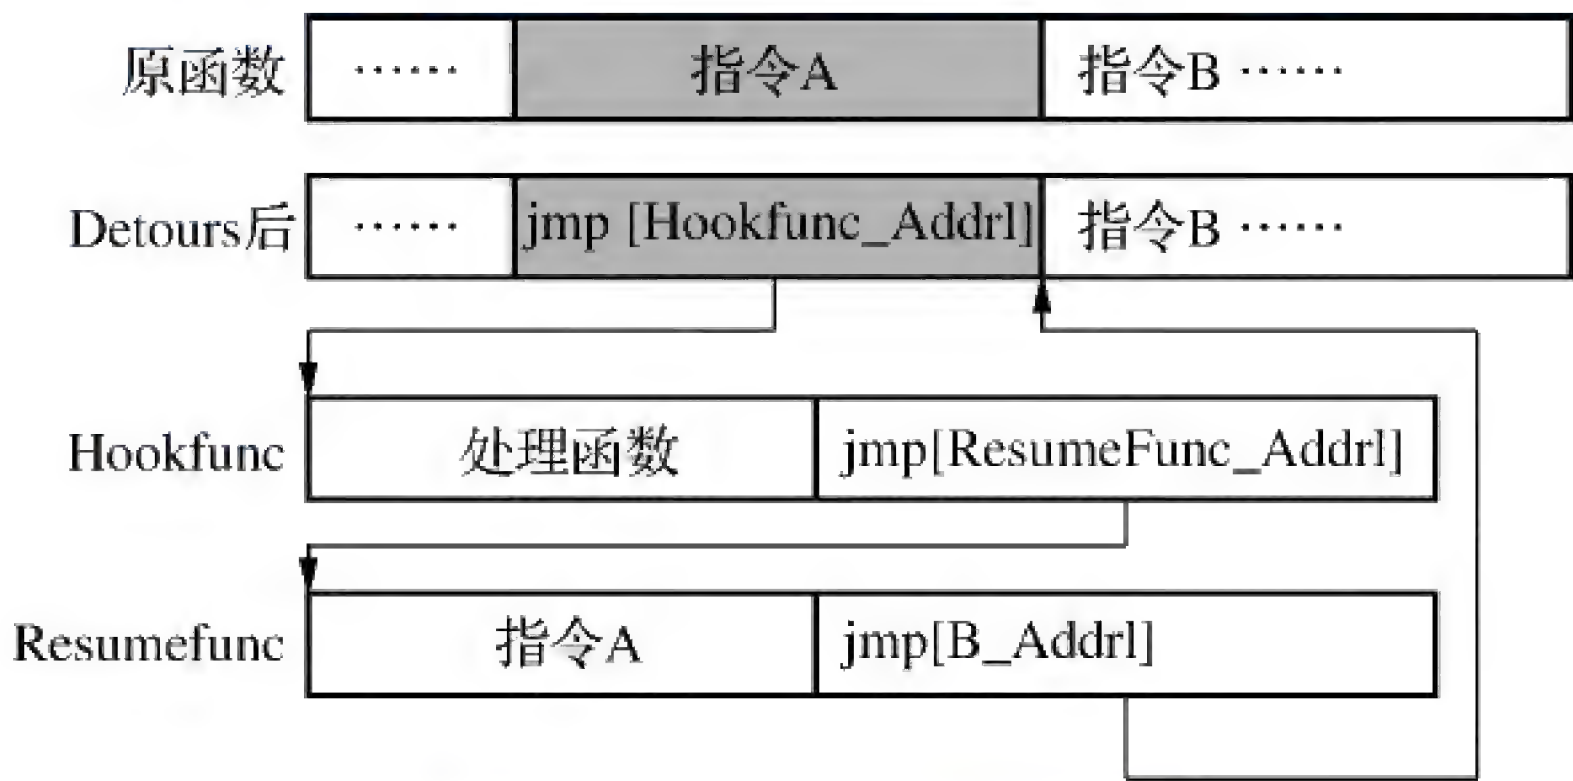 原函数 …… 指令A 指令B ……
Detours后 …… jmp [Hookfunc_Addrl] 指令B ……
Hookfunc 处理函数 jmp[ResumeFunc_Addrl]
Resumefunc 指令A jmp[B_Addrl]